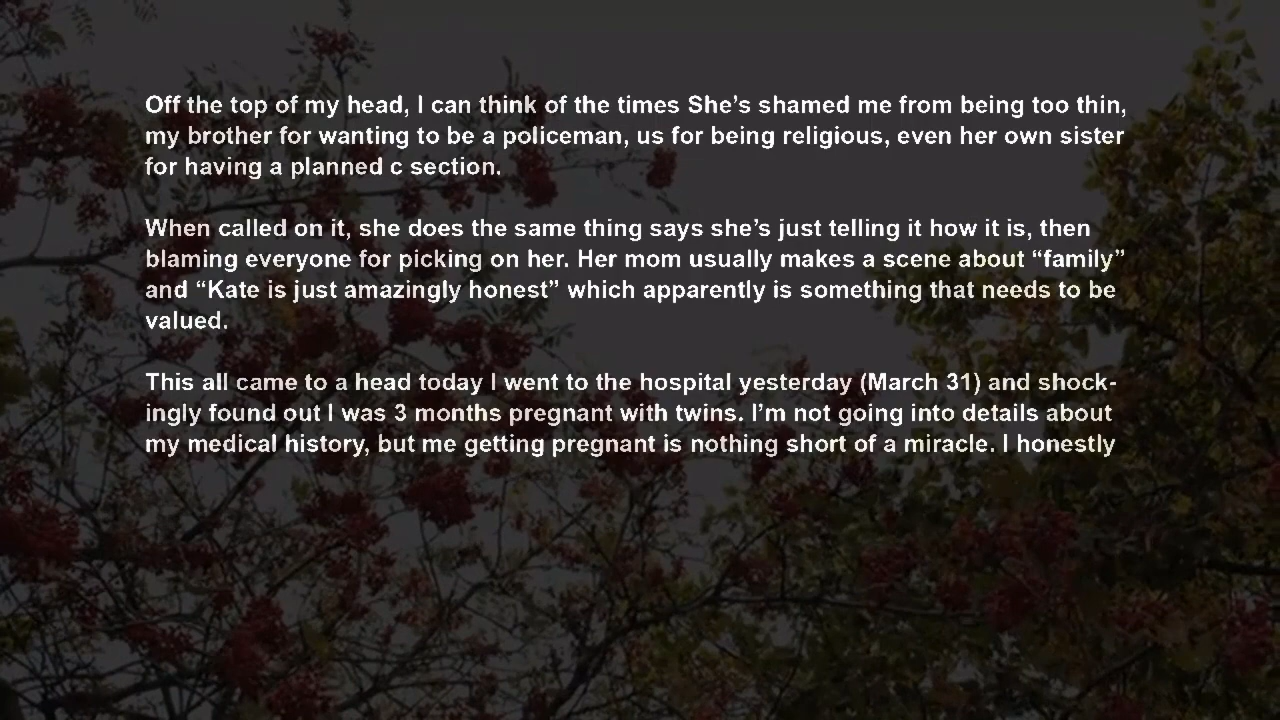 Off the top of my head, I can think of the times She’s shamed me from being too thin,
my brother for wanting to be a policeman, us for being religious, even her own sister
for having a planned c section.
When called on it, she does the same thing says she’s just telling it how it is, then
blaming everyone for picking on her. Her mom usually makes a scene about “family”
and “Kate is just amazingly honest” which apparently is something that needs to be
valued.
This all came to a head today I went to the hospital yesterday (March 31) and shock-
ingly found out I was 3 months pregnant with twins. I’m not going into details about
my medical history, but me getting pregnant is nothing short of a miracle. I honestly